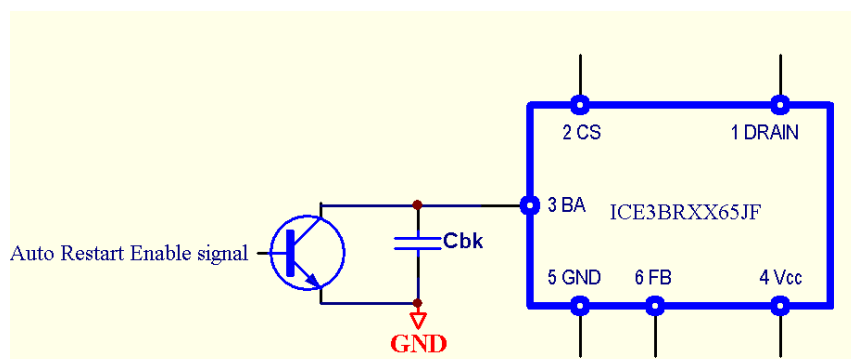 2 CS
1 DRAIN
3 BA
ICE3BRXX65JF
Auto Restart Enable signal
Cbk
5 GND
6 FB
4 Vcc
GND